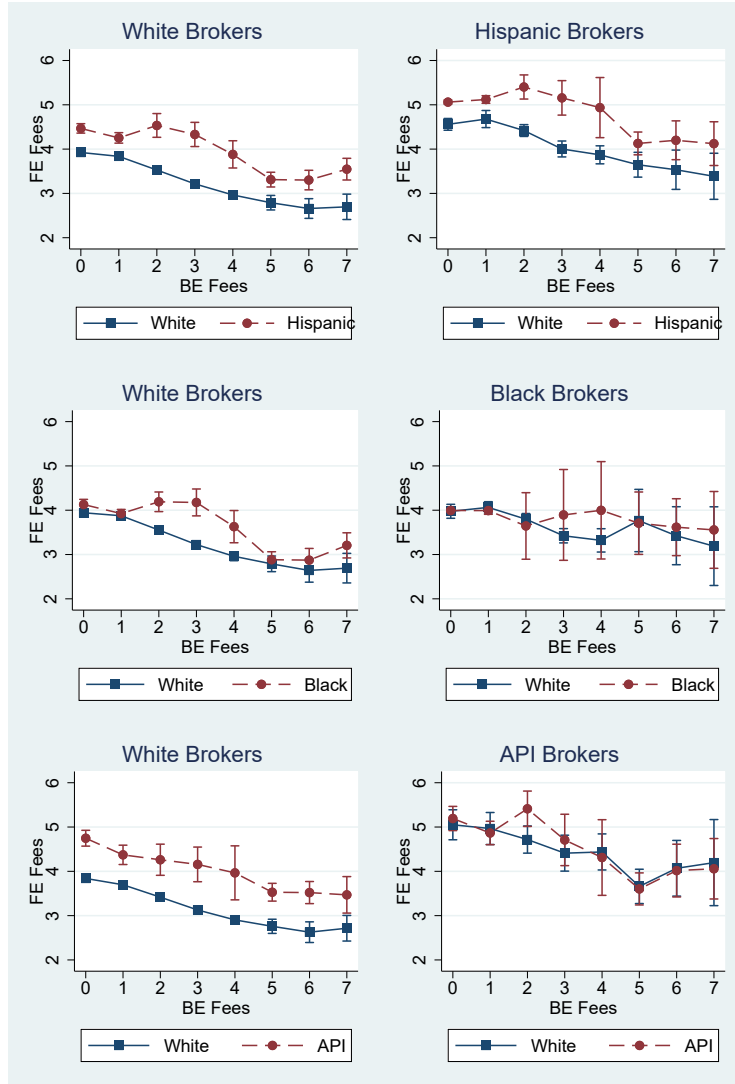 White Brokers
6
5
4
3
2
FE Fees
0 1 2 3 4 5 6 7
BE Fees
White Hispanic
Hispanic Brokers
6
5
4
3
2
FE Fees
0 1 2 3 4 5 6 7
BE Fees
White Hispanic
White Brokers
6
5
4
3
2
FE Fees
0 1 2 3 4 5 6 7
BE Fees
White Black
Black Brokers
6
5
4
3
2
FE Fees
0 1 2 3 4 5 6 7
BE Fees
White Black
White Brokers
6
5
4
3
2
FE Fees
0 1 2 3 4 5 6 7
BE Fees
White API
API Brokers
6
5
4
3
2
FE Fees
0 1 2 3 4 5 6 7
BE Fees
White API